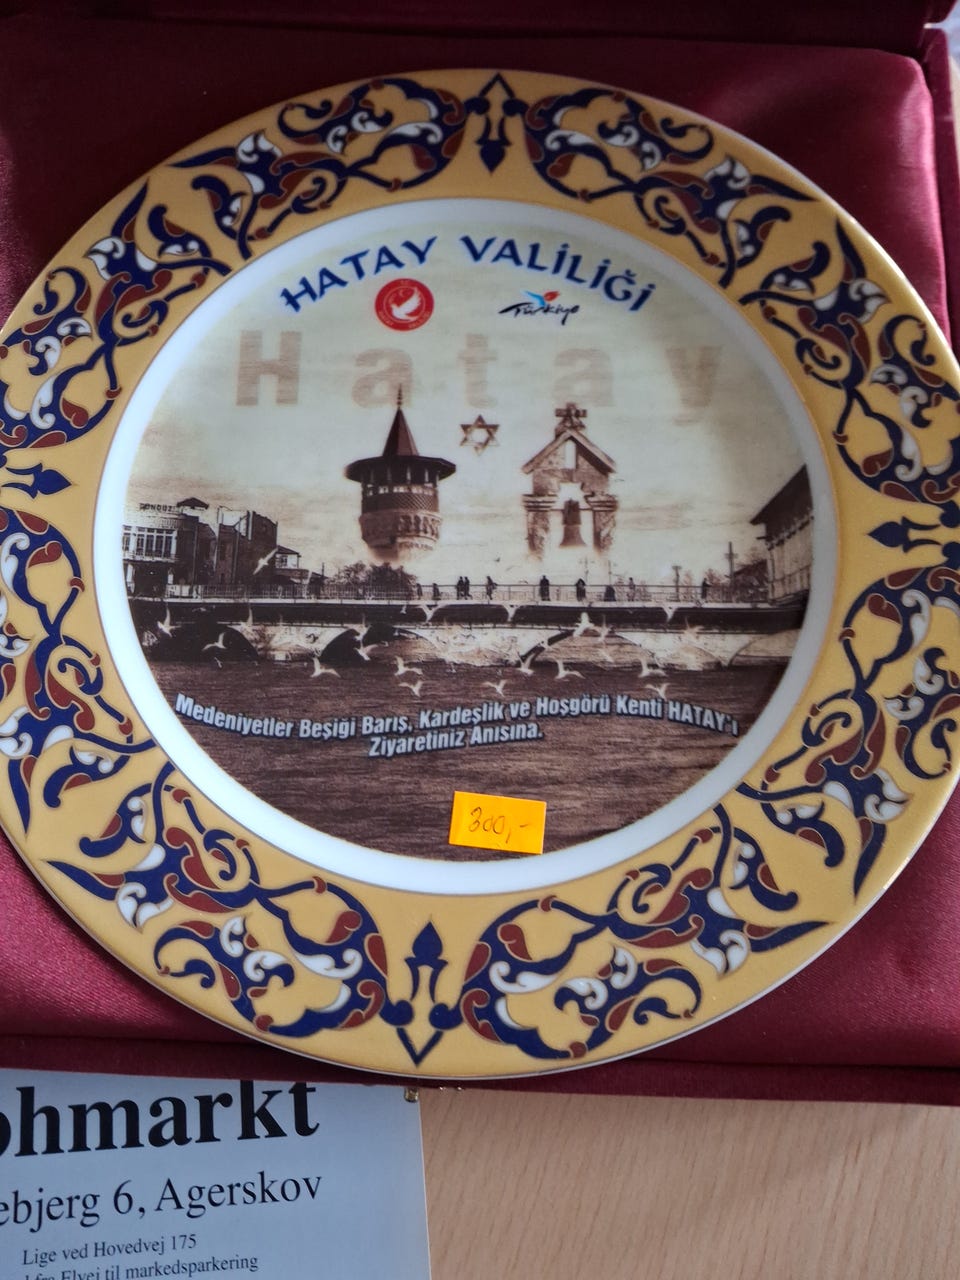 HATAY VALİLİĞİ
Türkiye
Hatay
Medeniyetler Beşiği Barış, Kardeşlik ve Hoşgörü Kenti HATAY'ı
Ziyaretiniz Anısına.
300,-
ohmarkt
ebjerg 6, Agerskov
Lige ved Hovedvej 175
fra Elvej til markedsparkering